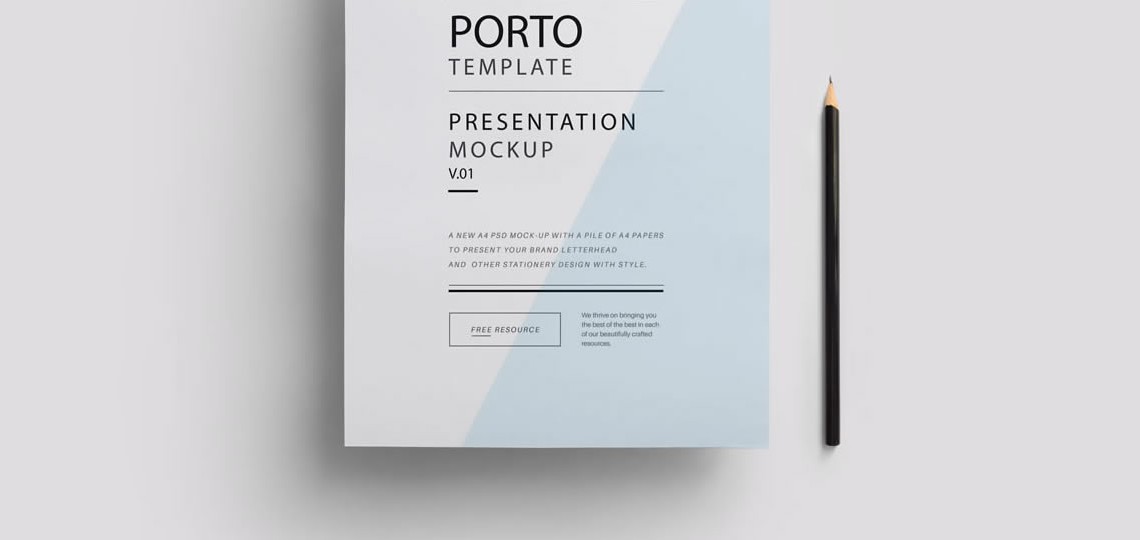 PORTO
TEMPLATE
PRESENTATION
MOCKUP
V.01
A NEW A4 PSD MOCK-UP WITH A PILE OF A4 PAPERS
TO PRESENT YOUR BRAND LETTERHEAD
AND OTHER STATIONERY DESIGN WITH STYLE.
FREE RESOURCE
We thrive on bringing you
the best of the best in each
of our beautifully crafted
resources.